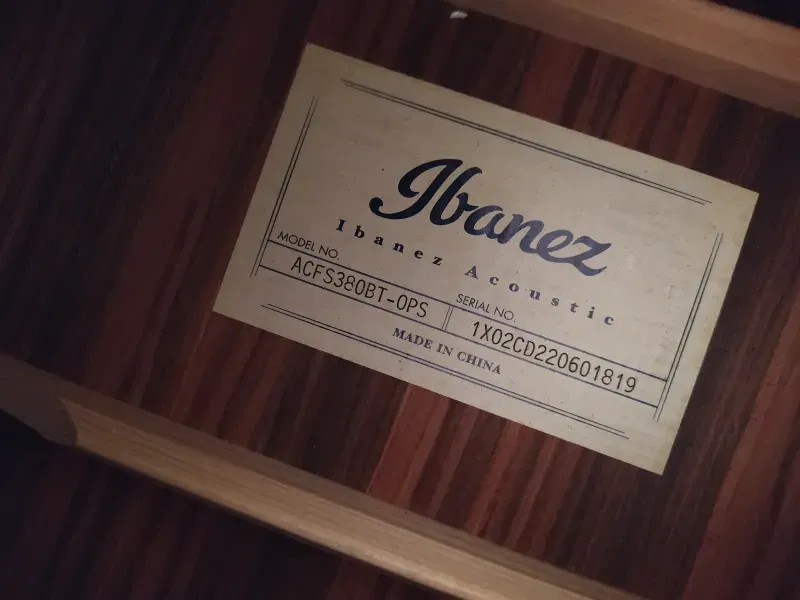 Ibanez
Ibanez Acoustic
MODEL NO.
ACFS380BT-OPS
SERIAL NO.
1X02CD220601819
MADE IN CHINA